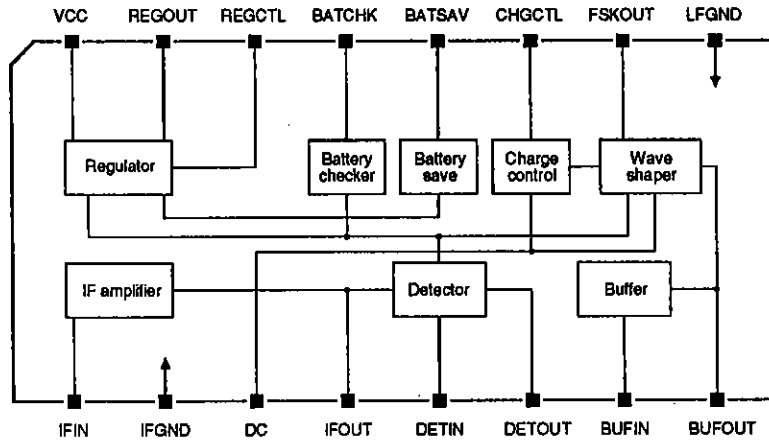 VCC REGOUT REGCTL BATCHK BATSAV CHGCTL FSKOUT LFGND
Regulator
Battery
checker
Battery
save
Charge
control
Wave
shaper
IF amplifier
Detector
Buffer
IFIN IFGND DC IFOUT DETIN DETOUT BUFIN BUFOUT